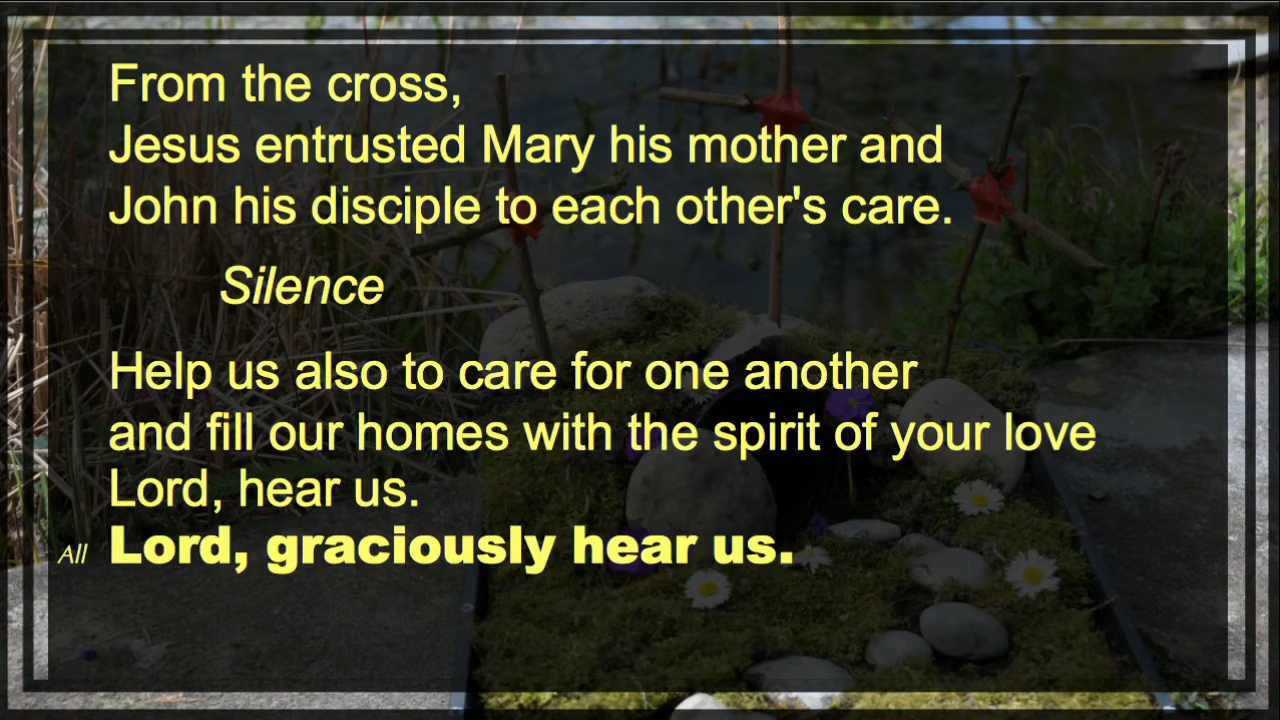 From the cross,
Jesus entrusted Mary his mother and
John his disciple to each other's care.
Silence
Help us also to care for one another
and fill our homes with the spirit of your love
Lord, hear us.
All Lord, graciously hear us.